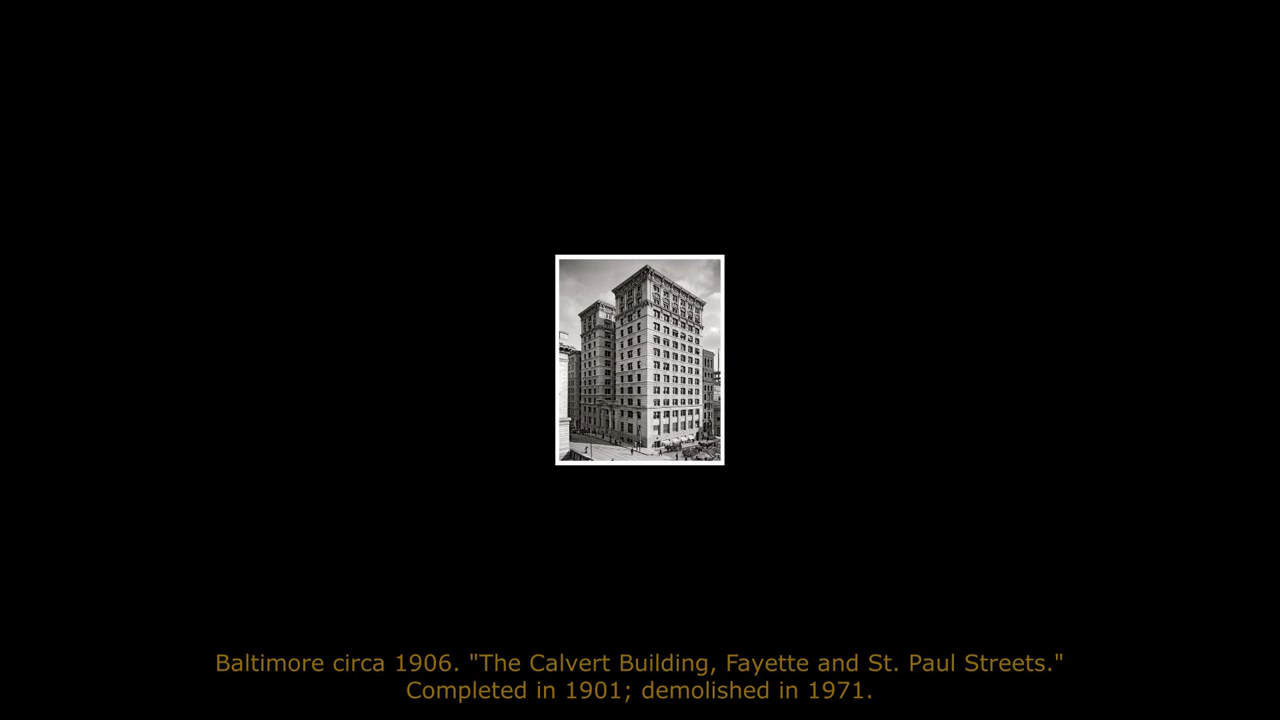 Baltimore circa 1906. "The Calvert Building, Fayette and St. Paul Streets."
Completed in 1901; demolished in 1971.